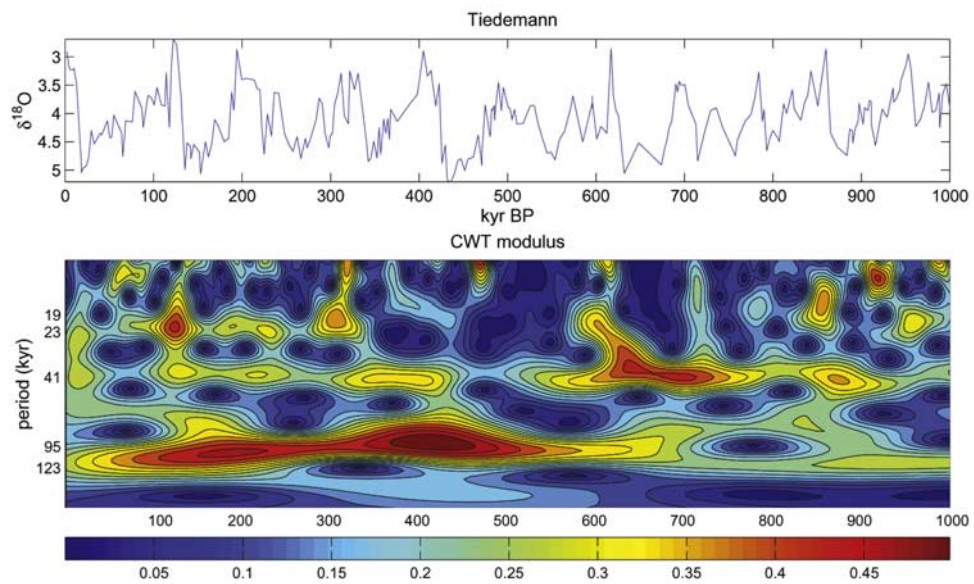 Tiedemann
3
3.5
4
4.5
5
δ18O
0 100 200 300 400 500 600 700 800 900 1000
kyr BP
CWT modulus
19
23
41
95
123
period (kyr)
100 200 300 400 500 600 700 800 900 1000
0.05 0.1 0.15 0.2 0.25 0.3 0.35 0.4 0.45